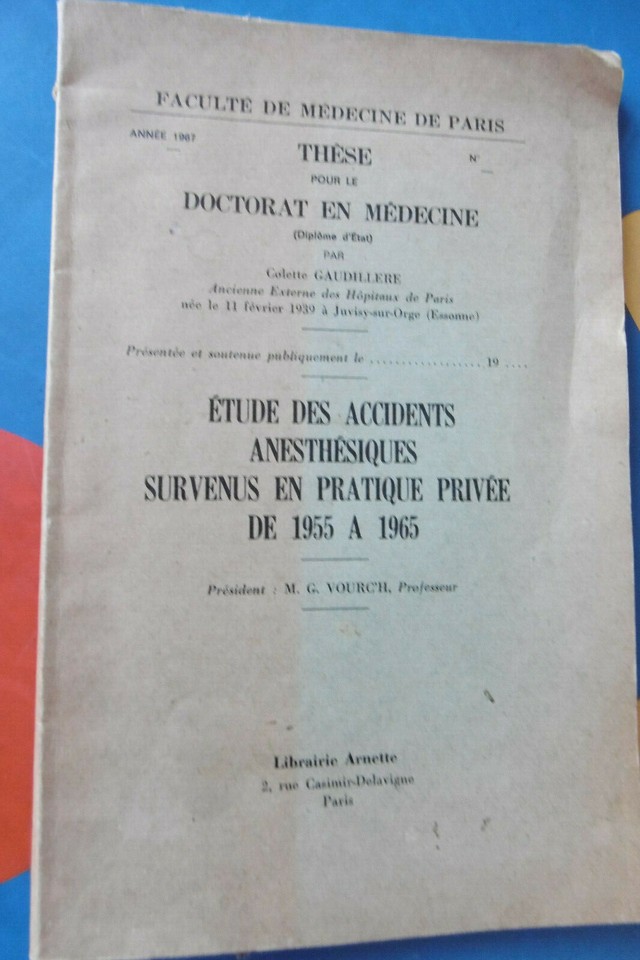 FACULTÉ DE MÉDECINE DE PARIS
ANNÉE 1967
N°
THÈSE
POUR LE
DOCTORAT EN MÉDECINE
(Diplôme d'État)
PAR
Colette GAUDILLERE
Ancienne Externe des Hôpitaux de Paris
née le 11 février 1939 à Juvisy-sur-Orge (Essonne)
Présentée et soutenue publiquement le .................. 19 ....
ÉTUDE DES ACCIDENTS
ANESTHÉSIQUES
SURVENUS EN PRATIQUE PRIVÉE
DE 1955 A 1965
Président : M. G. VOURC'H, Professeur
Librairie Arnette
2, rue Casimir-Delavigne
Paris